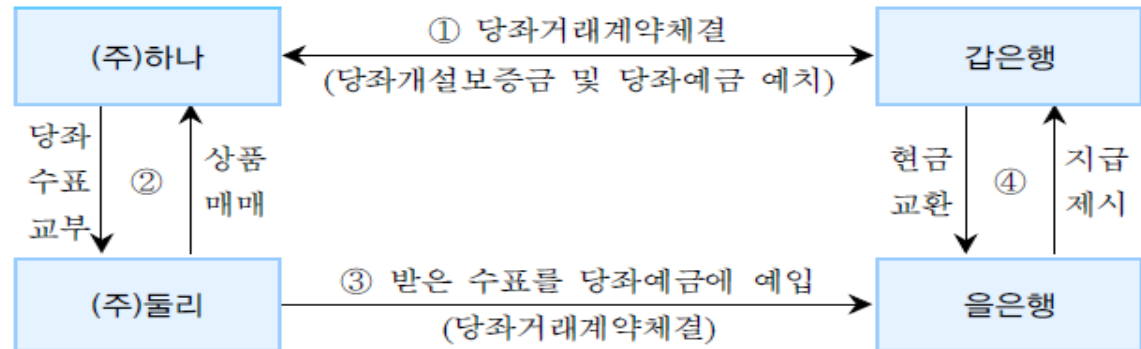 (주)하나
① 당좌거래계약체결
(당좌개설보증금 및 당좌예금 예치)
갑은행
당좌
수표
교부
②
상품
매매
현금
교환
④
지급
제시
(주)둘리
③ 받은 수표를 당좌예금에 예입
(당좌거래계약체결)
을은행